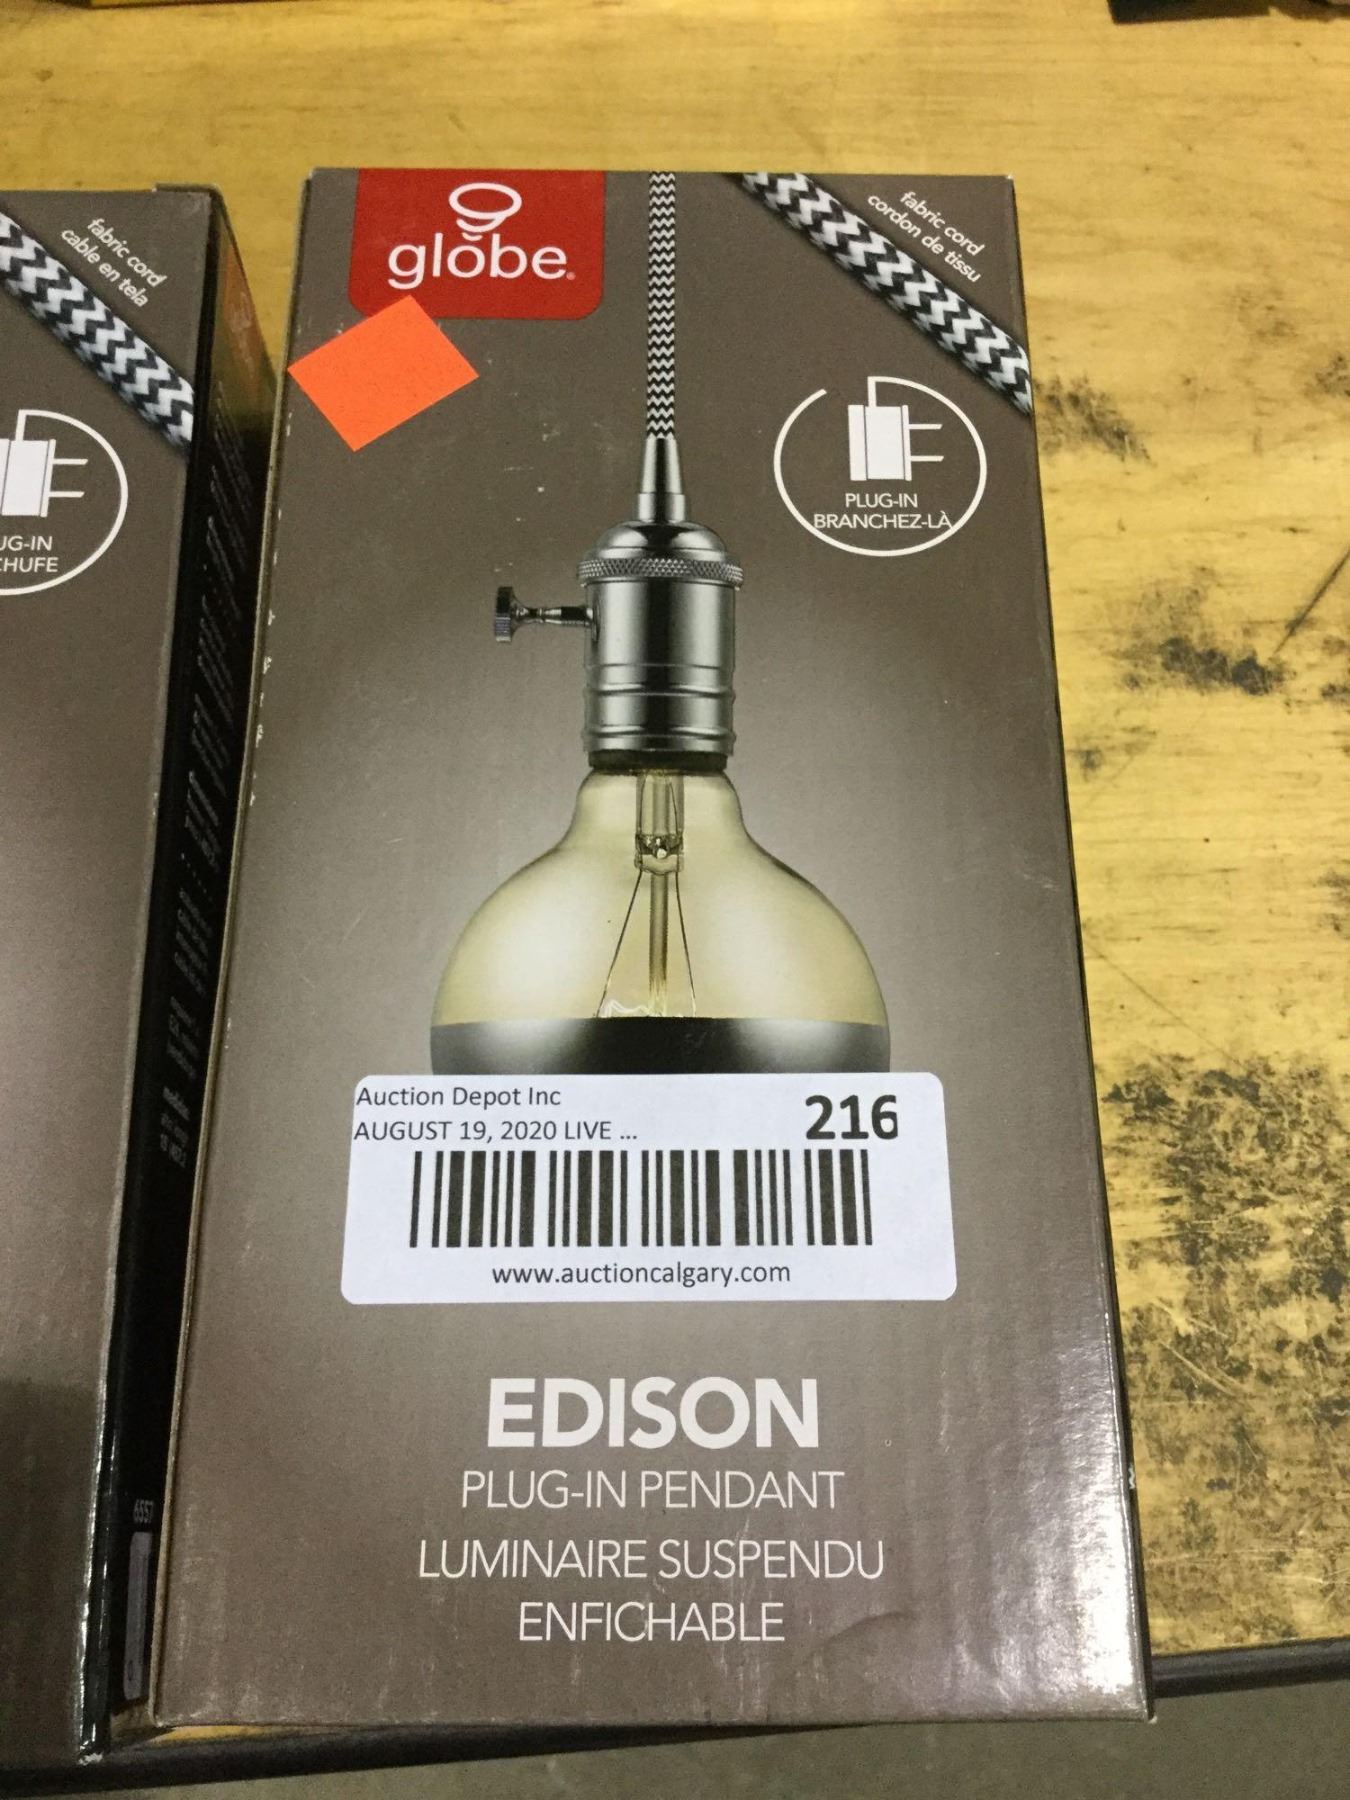 fabric cord
cable en tela
UG-IN
CHUFE
6557
globe
fabric cord
cordon de tissu
PLUG-IN
BRANCHEZ-LÀ
Auction Depot Inc
216
AUGUST 19, 2020 LIVE ...
www.auctioncalgary.com
EDISON
PLUG-IN PENDANT
LUMINAIRE SUSPENDU
ENFICHABLE